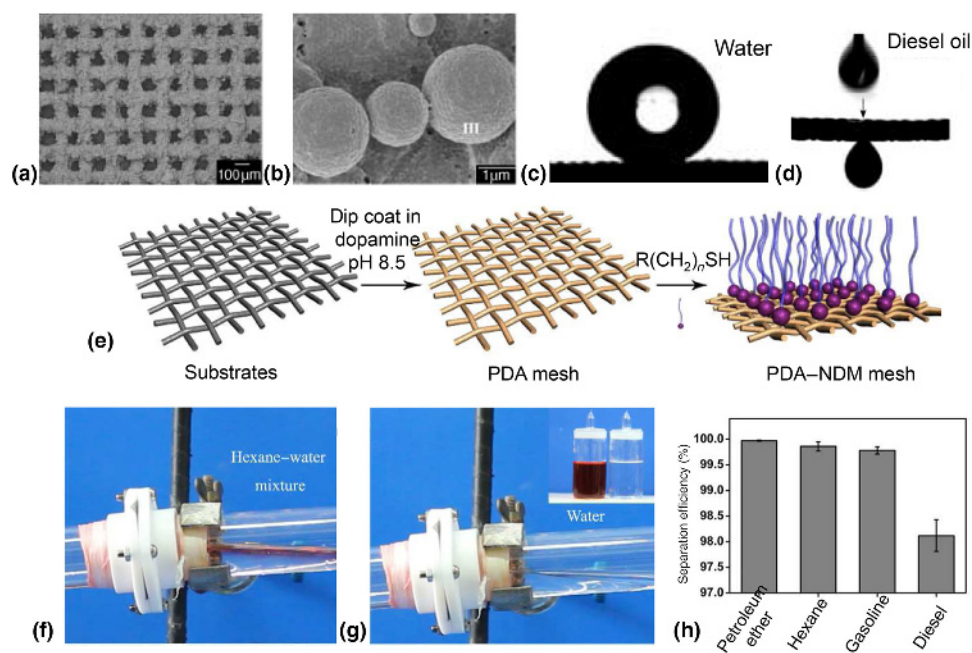 (a)
100µm
(b)
III
1µm
(c)
Water
(d)
Diesel oil
(e)
Dip coat in
dopamine
pH 8.5
R(CH₂)ₙSH
Substrates
PDA mesh
PDA–NDM mesh
(f)
Hexane–water
mixture
(g)
Water
(h)
Separation efficiency (%)
100.0
99.5
99.0
98.5
98.0
97.5
97.0
Petroleum
ether
Hexane
Gasoline
Diesel